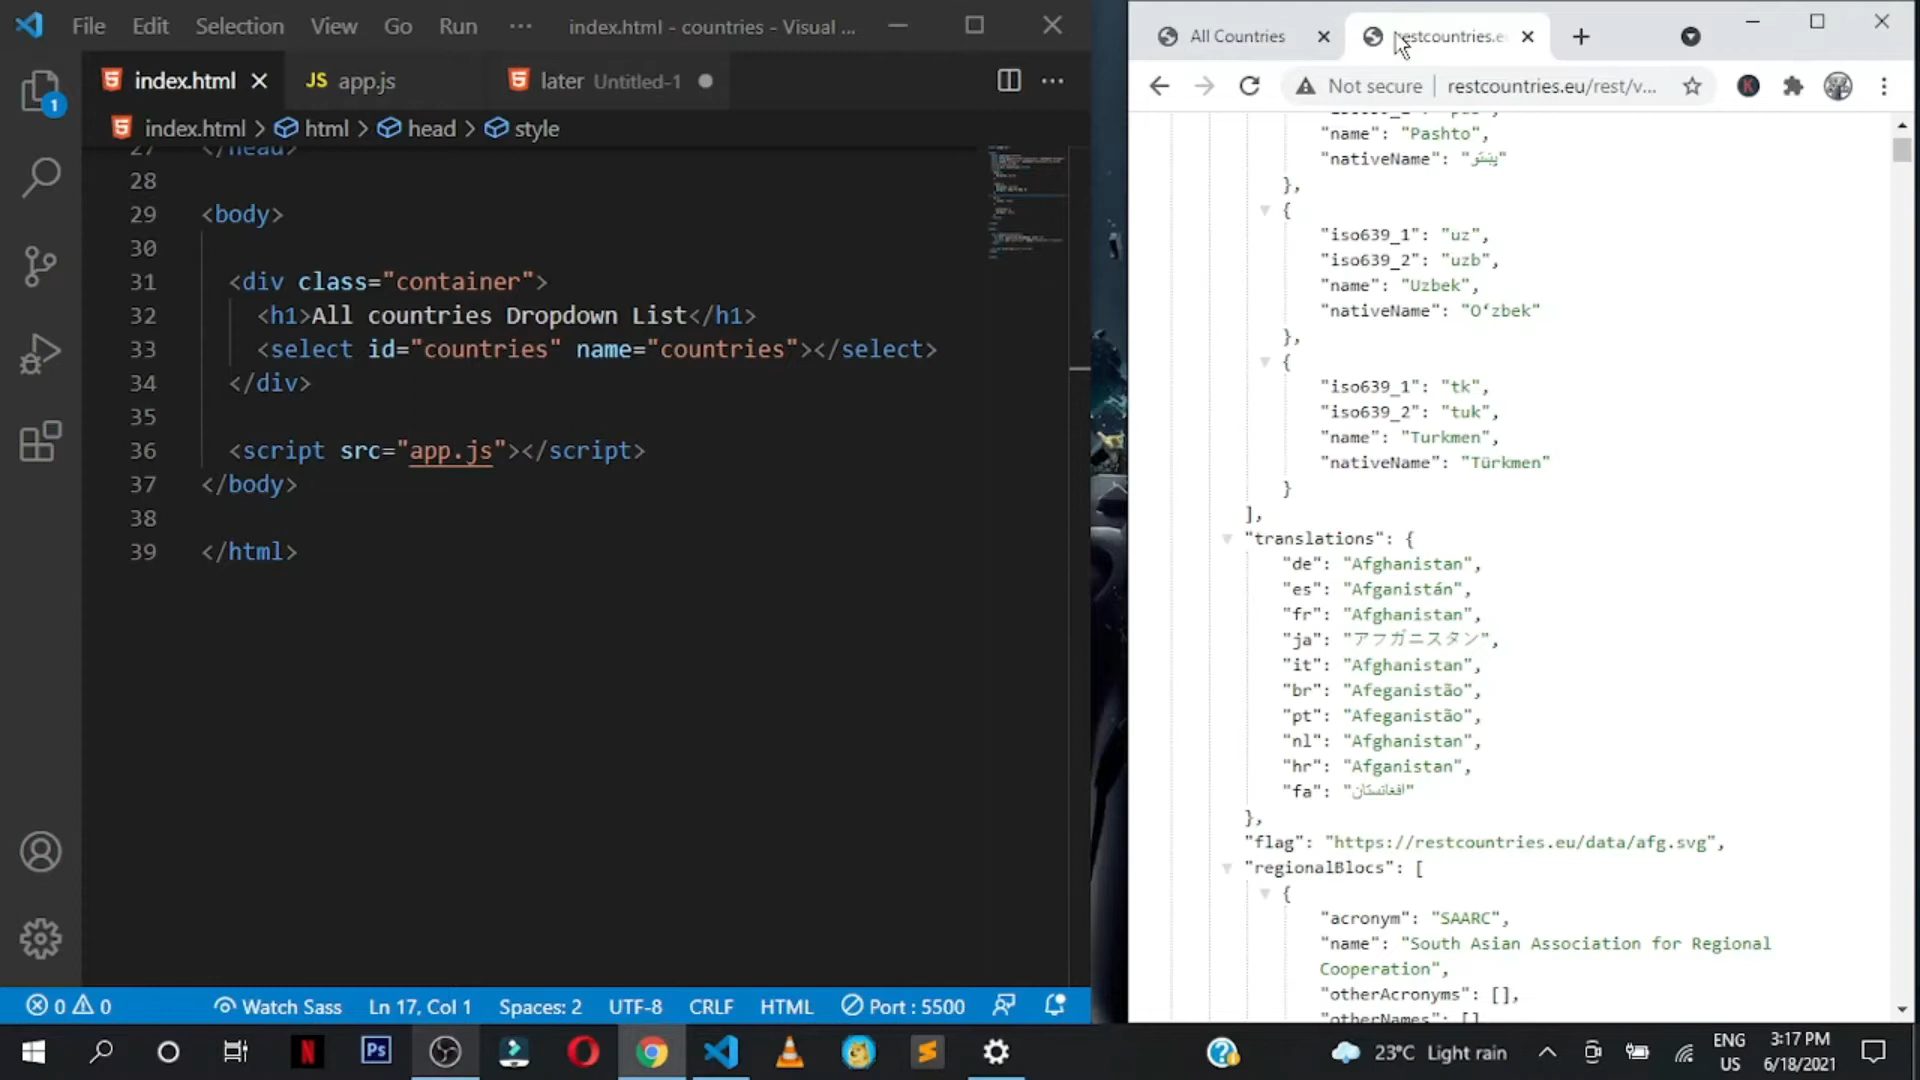 File Edit Selection View Go Run ··· index.html - countries - Visual ...
index.html JS app.js later Untitled-1
index.html > html > head > style
27 </head>
28
29 <body>
30
31 <div class="container">
32 <h1>All countries Dropdown List</h1>
33 <select id="countries" name="countries"></select>
34 </div>
35
36 <script src="app.js"></script>
37 </body>
38
39 </html>
0 0 Watch Sass Ln 17, Col 1 Spaces: 2 UTF-8 CRLF HTML Port : 5500
All Countries restcountries.e
Not secure restcountries.eu/rest/v...
"name": "Pashto",
"nativeName": "پښتو"
},
{
"iso639_1": "uz",
"iso639_2": "uzb",
"name": "Uzbek",
"nativeName": "Oʻzbek"
},
{
"iso639_1": "tk",
"iso639_2": "tuk",
"name": "Turkmen",
"nativeName": "Türkmen"
}
],
"translations": {
"de": "Afghanistan",
"es": "Afganistán",
"fr": "Afghanistan",
"ja": "アフガニスタン",
"it": "Afghanistan",
"br": "Afeganistão",
"pt": "Afeganistão",
"nl": "Afghanistan",
"hr": "Afganistan",
"fa": "افغانستان"
},
"flag": "https://restcountries.eu/data/afg.svg",
"regionalBlocs": [
{
"acronym": "SAARC",
"name": "South Asian Association for Regional
Cooperation",
"otherAcronyms": [],
"otherNames": []
N Ps 23°C Light rain ENG US 3:17 PM 6/18/2021